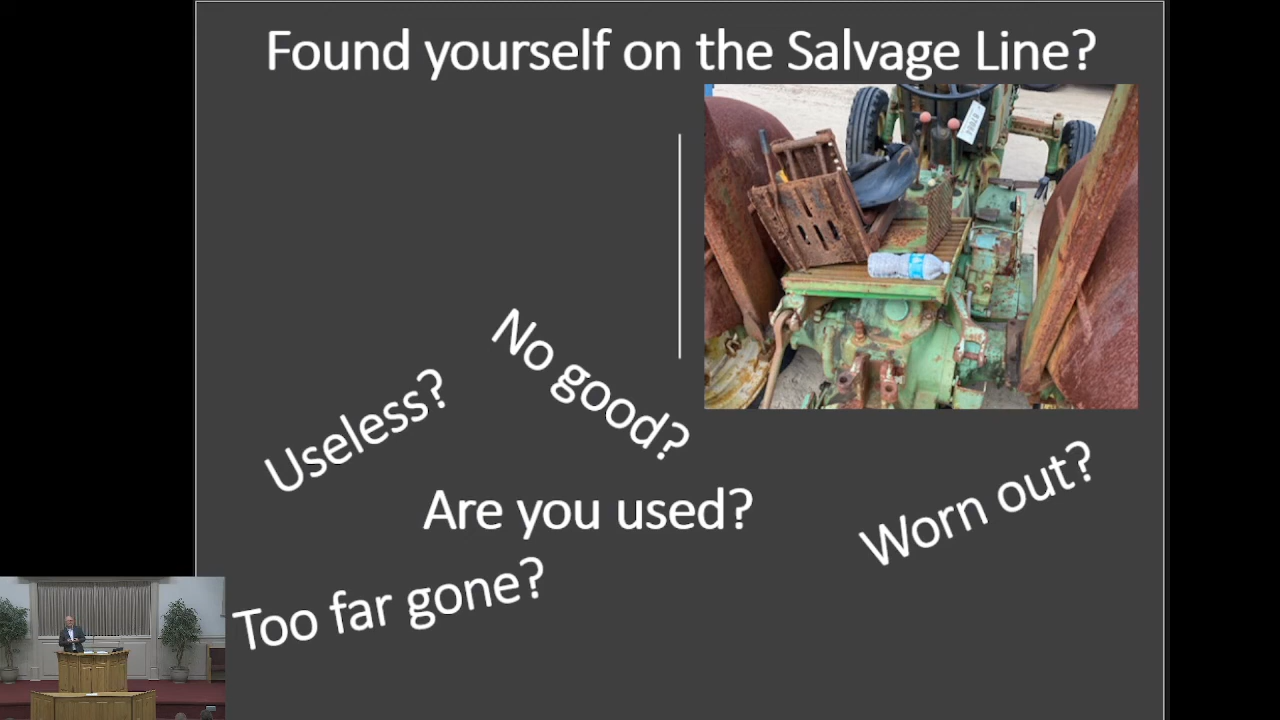 Found yourself on the Salvage Line?
No good?
Useless?
Are you used?
Worn out?
Too far gone?